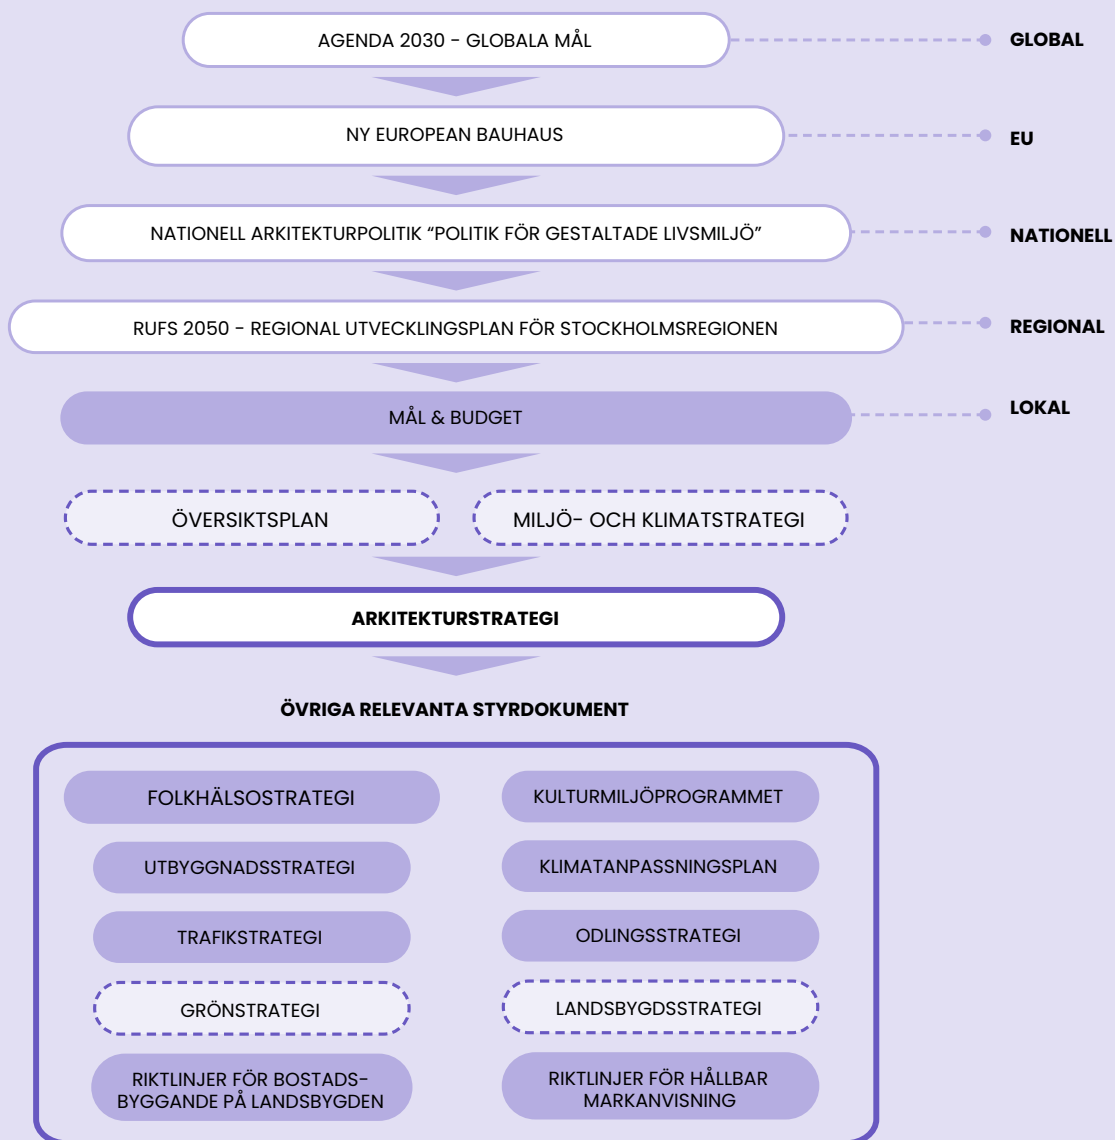 AGENDA 2030 - GLOBALA MÅL
GLOBAL
NY EUROPEAN BAUHAUS
EU
NATIONELL ARKITEKTURPOLITIK “POLITIK FÖR GESTALTADE LIVSMILJÖ”
NATIONELL
RUFS 2050 - REGIONAL UTVECKLINGSPLAN FÖR STOCKHOLMSREGIONEN
REGIONAL
MÅL & BUDGET
LOKAL
ÖVERSIKTSPLAN
MILJÖ- OCH KLIMATSTRATEGI
ARKITEKTURSTRATEGI
ÖVRIGA RELEVANTA STYRDOKUMENT
FOLKHÄLSOSTRATEGI
KULTURMILJÖPROGRAMMET
UTBYGGNADSSTRATEGI
KLIMATANPASSNINGSPLAN
TRAFIKSTRATEGI
ODLINGSSTRATEGI
GRÖNSTRATEGI
LANDSBYGDSSTRATEGI
RIKTLINJER FÖR BOSTADS-
BYGGANDE PÅ LANDSBYGDEN
RIKTLINJER FÖR HÅLLBAR
MARKANVISNING